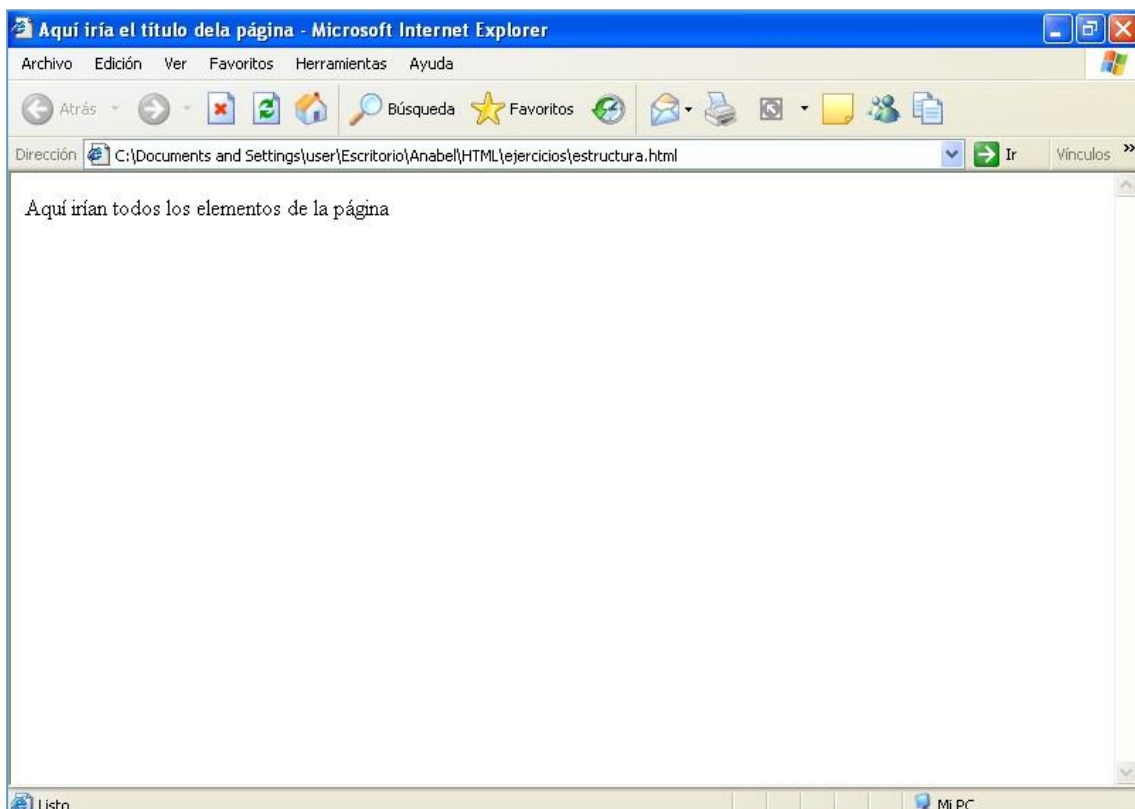 Aquí iría el título dela página - Microsoft Internet Explorer
Archivo Edición Ver Favoritos Herramientas Ayuda
Atrás Búsqueda Favoritos
Dirección C:\Documents and Settings\user\Escritorio\Anabel\HTML\ejercicios\estructura.html Ir Vínculos »
Aquí irían todos los elementos de la página
Listo Mi PC